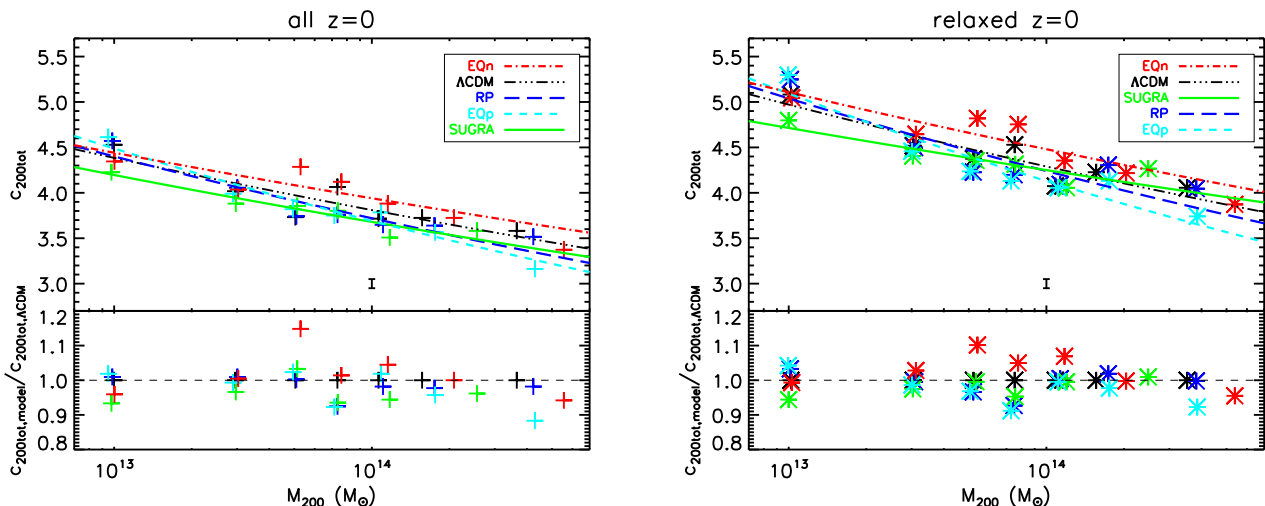 all z=0
5.5
5.0
4.5
4.0
3.5
3.0
c200tot
EQn
ΛCDM
RP
EQp
SUGRA
1.2
1.1
1.0
0.9
0.8
c200tot,model/c200tot,ΛCDM
10^13
10^14
M200 (M⊙)
relaxed z=0
5.5
5.0
4.5
4.0
3.5
3.0
c200tot
EQn
ΛCDM
SUGRA
RP
EQp
1.2
1.1
1.0
0.9
0.8
c200tot,model/c200tot,ΛCDM
10^13
10^14
M200 (M⊙)